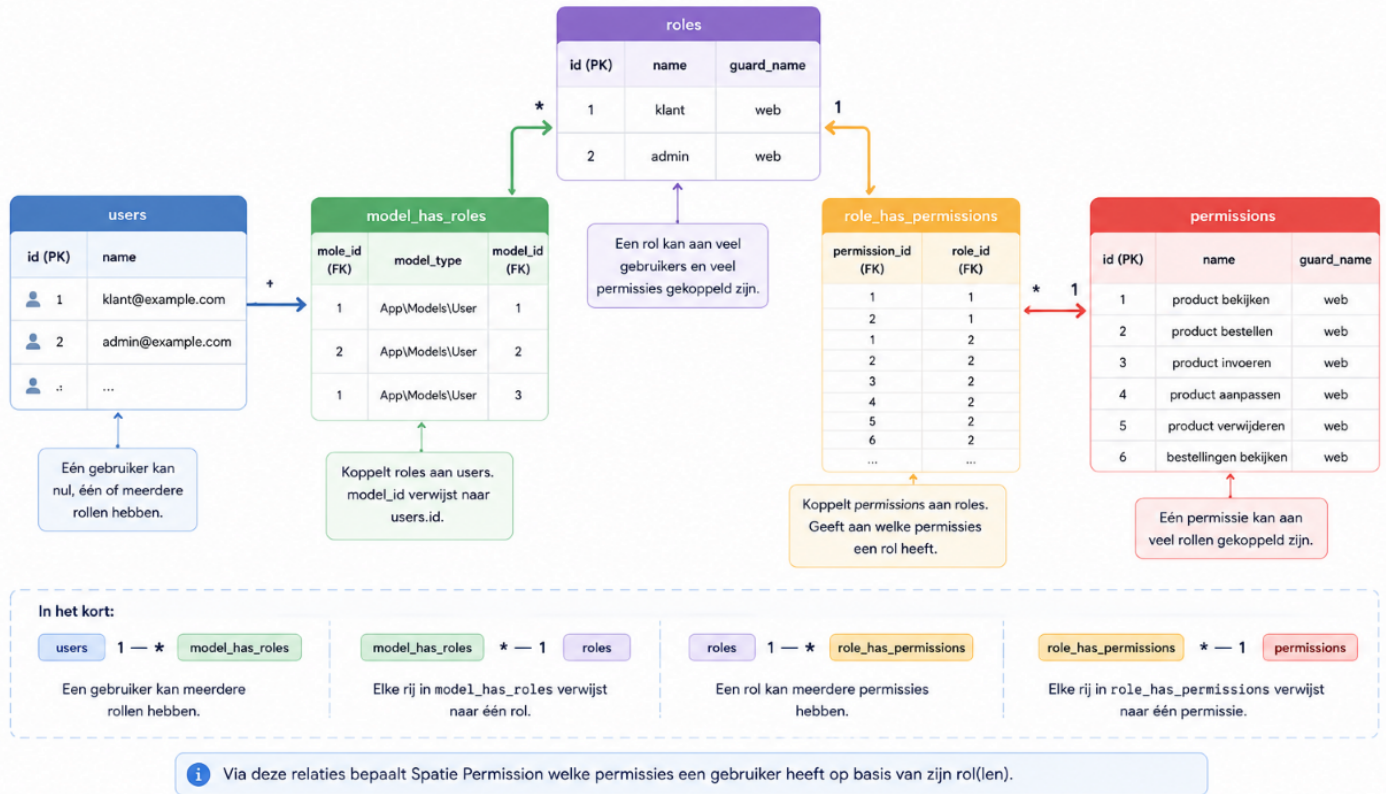 roles
id (PK) name guard_name
1 klant web
2 admin web
*
1
users
id (PK) name
1 klant@example.com
2 admin@example.com
.: ...
+
model_has_roles
mole_id model_type model_id
(FK) (FK)
1 App\Models\User 1
2 App\Models\User 2
1 App\Models\User 3
Een rol kan aan veel
gebruikers en veel
permissies gekoppeld zijn.
role_has_permissions
permission_id role_id
(FK) (FK)
1 1
2 1
1 2
2 2
3 2
4 2
5 2
6 2
... ...
* 1
permissions
id (PK) name guard_name
1 product bekijken web
2 product bestellen web
3 product invoeren web
4 product aanpassen web
5 product verwijderen web
6 bestellingen bekijken web
Eén gebruiker kan
nul, één of meerdere
rollen hebben.
Koppelt roles aan users.
model_id verwijst naar
users.id.
Koppelt permissions aan roles.
Geeft aan welke permissies
een rol heeft.
Eén permissie kan aan
veel rollen gekoppeld zijn.
In het kort:
users 1 — * model_has_roles
Een gebruiker kan meerdere
rollen hebben.
model_has_roles * — 1 roles
Elke rij in model_has_roles verwijst
naar één rol.
roles 1 — * role_has_permissions
Een rol kan meerdere permissies
hebben.
role_has_permissions * — 1 permissions
Elke rij in role_has_permissions verwijst
naar één permissie.
i Via deze relaties bepaalt Spatie Permission welke permissies een gebruiker heeft op basis van zijn rol(len).